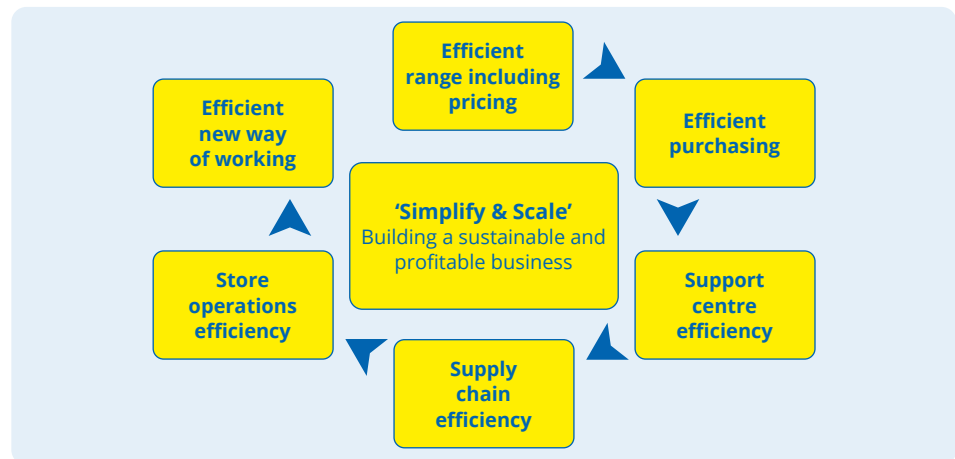 Efficient
range including
pricing
Efficient
purchasing
Support
centre
efficiency
Supply
chain
efficiency
Store
operations
efficiency
Efficient
new way
of working
‘Simplify & Scale’
Building a sustainable and
profitable business